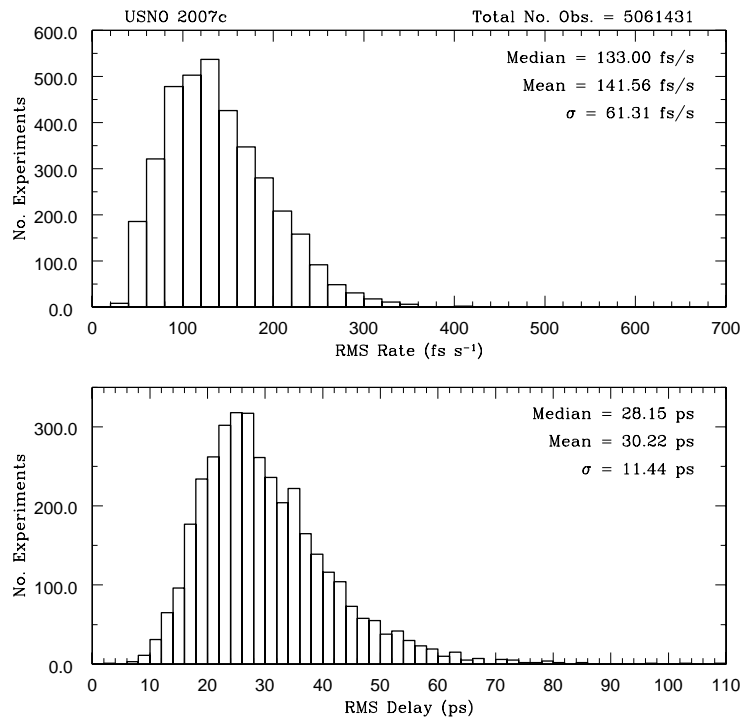 USNO 2007c Total No. Obs. = 5061431
600.0
Median = 133.00 fs/s
500.0
Mean = 141.56 fs/s
σ = 61.31 fs/s
400.0
No. Experiments
300.0
200.0
100.0
0.0
0 100 200 300 400 500 600 700
RMS Rate (fs s⁻¹)
Median = 28.15 ps
300.0
Mean = 30.22 ps
σ = 11.44 ps
No. Experiments
200.0
100.0
0.0
0 10 20 30 40 50 60 70 80 90 100 110
RMS Delay (ps)